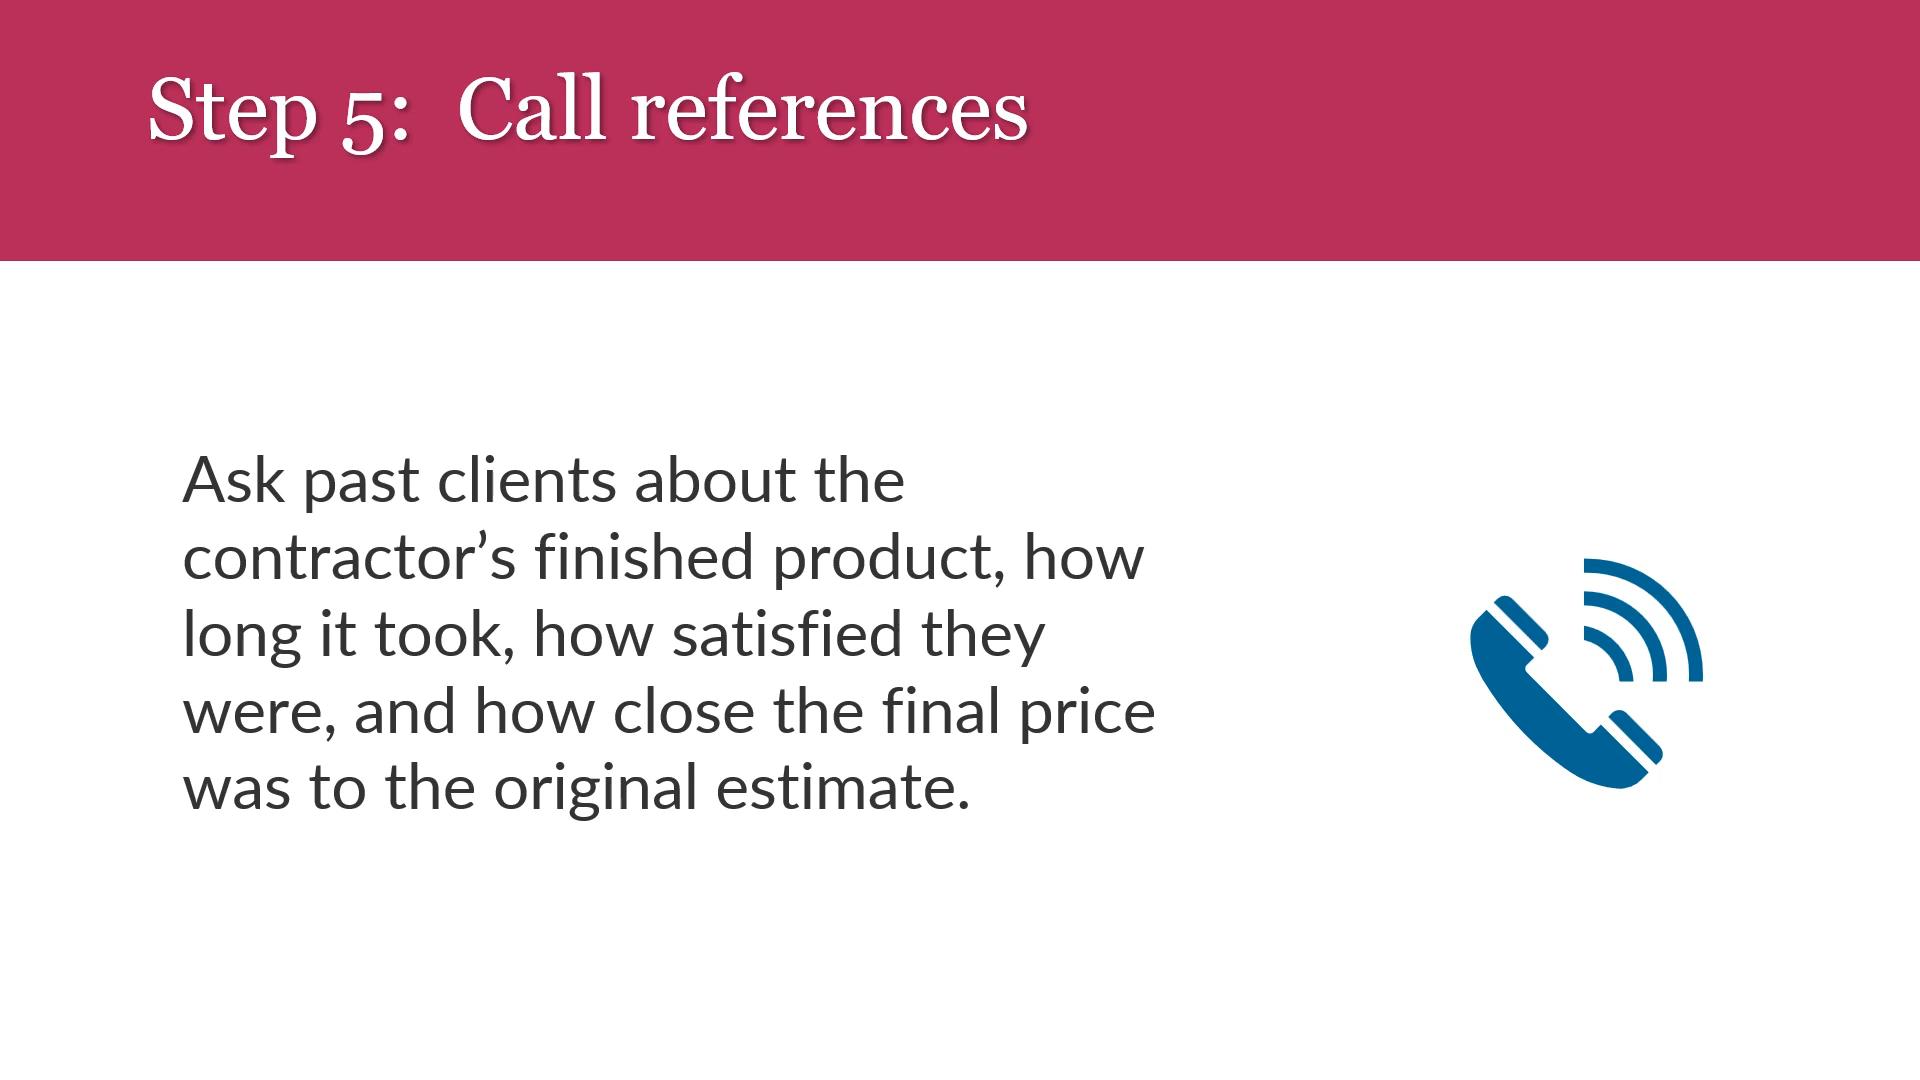 Step 5:  Call references
Ask past clients about the
contractor’s finished product, how
long it took, how satisfied they
were, and how close the final price
was to the original estimate.